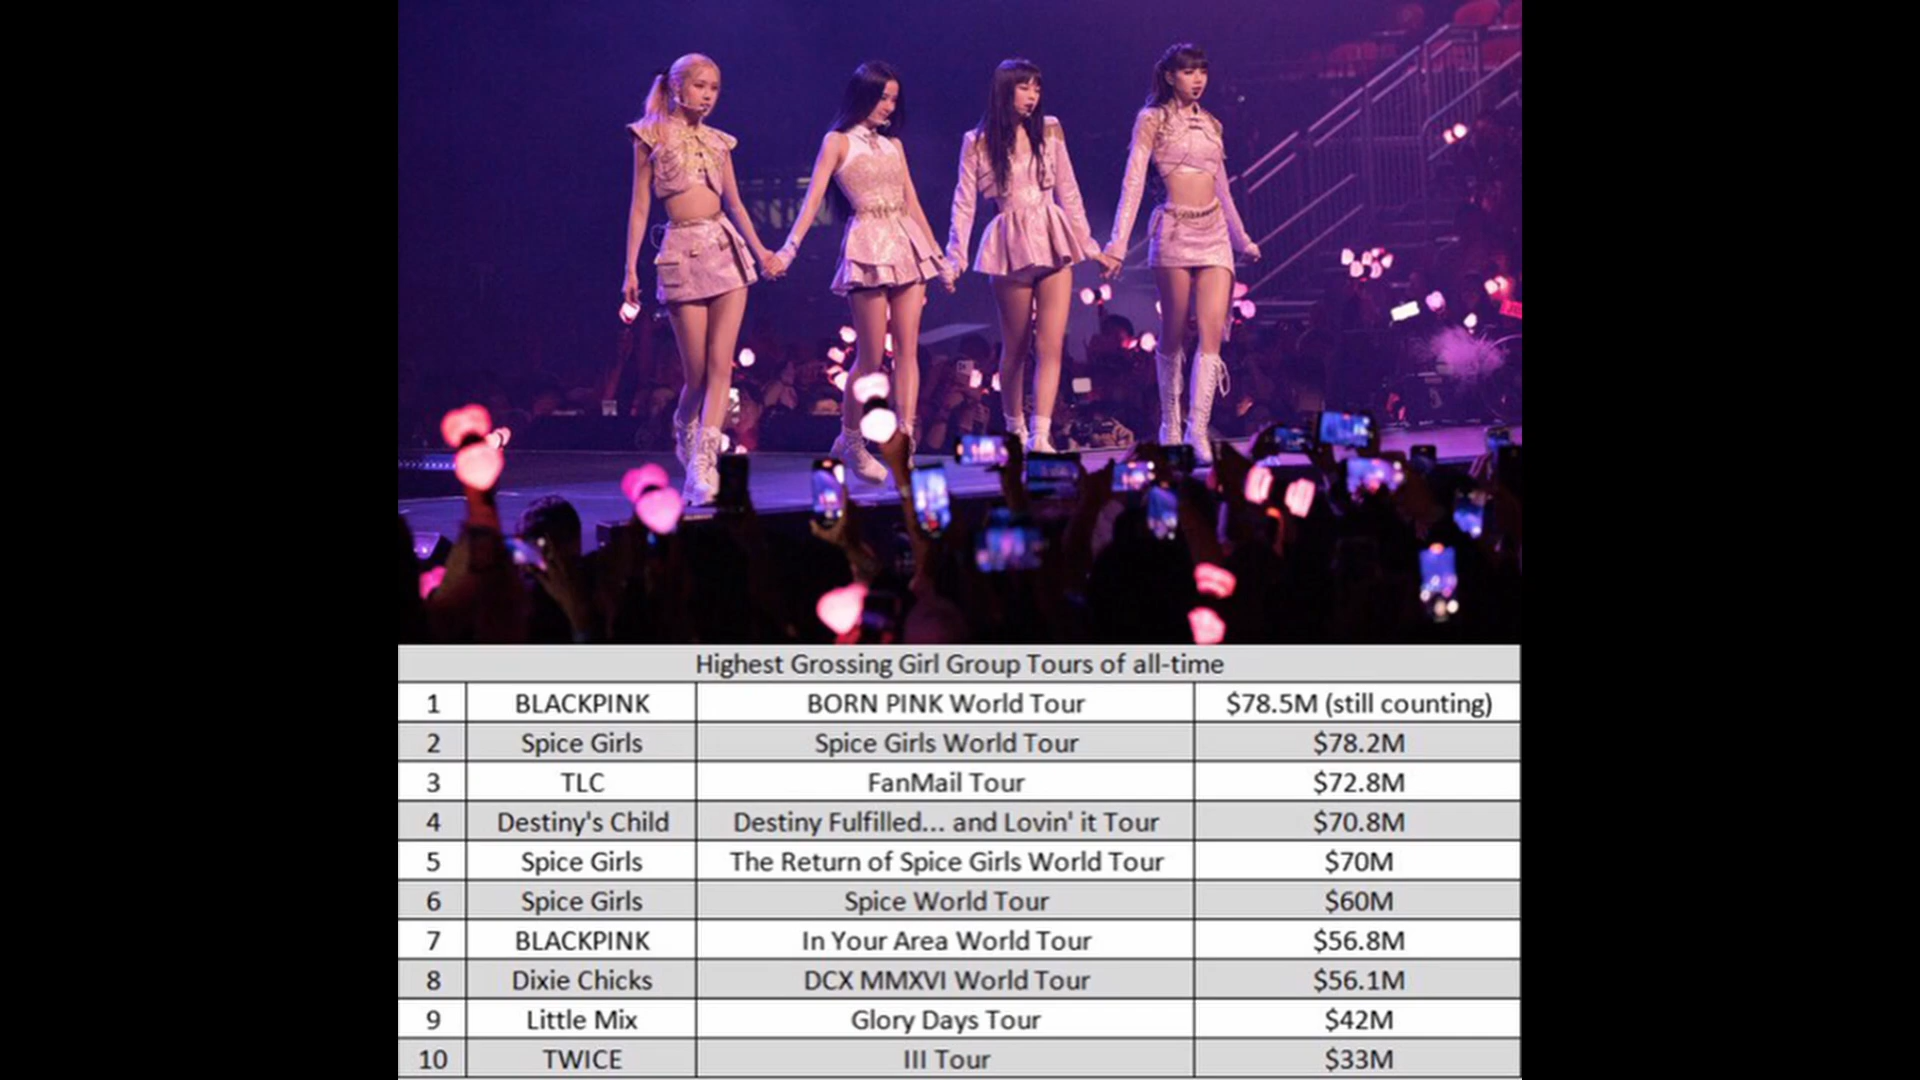 Highest Grossing Girl Group Tours of all-time
1 BLACKPINK BORN PINK World Tour $78.5M (still counting)
2 Spice Girls Spice Girls World Tour $78.2M
3 TLC FanMail Tour $72.8M
4 Destiny's Child Destiny Fulfilled... and Lovin' it Tour $70.8M
5 Spice Girls The Return of Spice Girls World Tour $70M
6 Spice Girls Spice World Tour $60M
7 BLACKPINK In Your Area World Tour $56.8M
8 Dixie Chicks DCX MMXVI World Tour $56.1M
9 Little Mix Glory Days Tour $42M
10 TWICE III Tour $33M